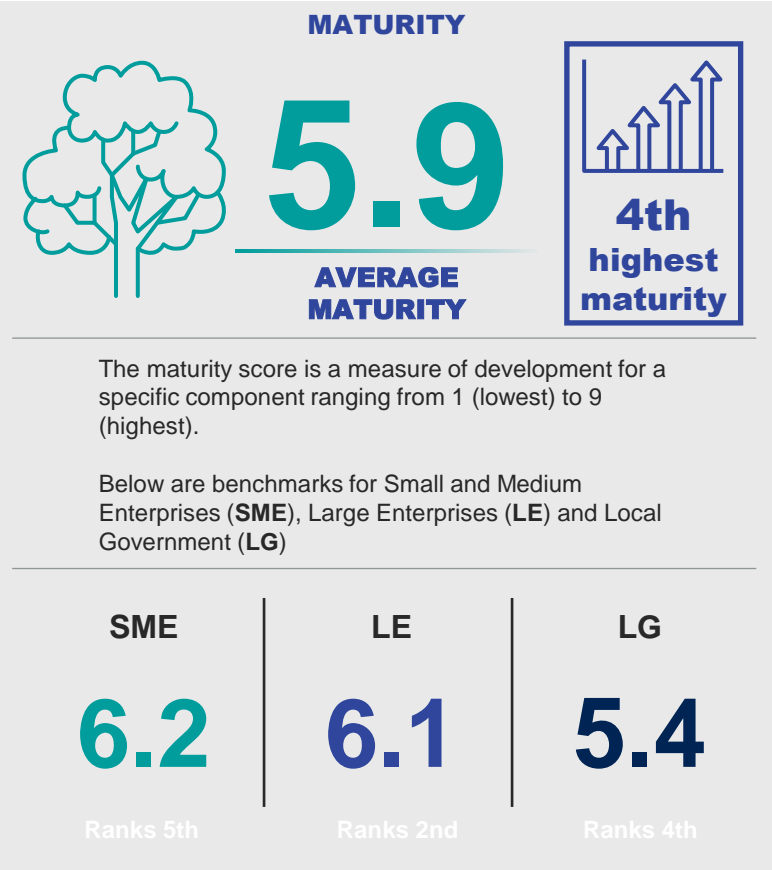 MATURITY
5.9
AVERAGE
MATURITY
4th
highest
maturity
The maturity score is a measure of development for a
specific component ranging from 1 (lowest) to 9
(highest).
Below are benchmarks for Small and Medium
Enterprises (SME), Large Enterprises (LE) and Local
Government (LG)
SME
LE
LG
6.2
6.1
5.4
Ranks 5th
Ranks 2nd
Ranks 4th